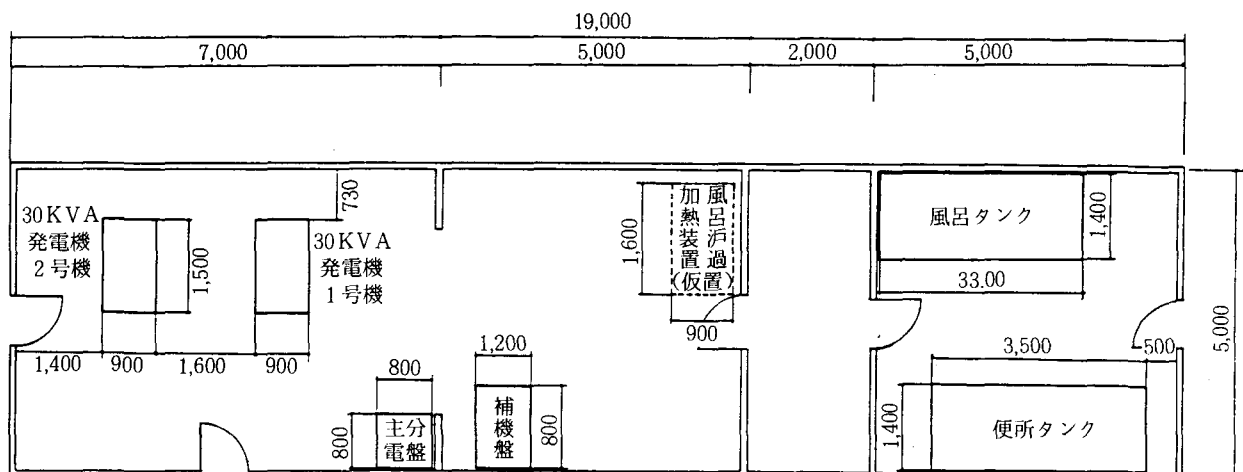 19,000
7,000
5,000
2,000
5,000
730
30KVA
発電機
2号機
1,500
30KVA
発電機
1号機
1,600
風呂沪過
加熱装置
(仮置)
風呂タンク
1,400
33.00
5,000
1,400
900
1,600
900
900
800
1,200
3,500
500
800
主分
電盤
補機盤
800
1,400
便所タンク